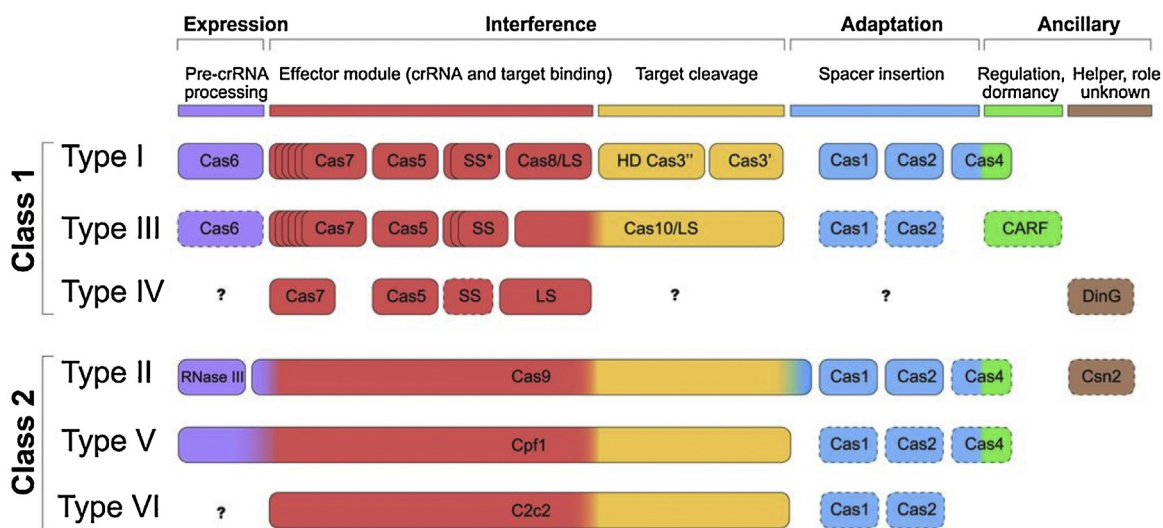 Expression Interference Adaptation Ancillary
Pre-crRNA processing Effector module (crRNA and target binding) Target cleavage Spacer insertion Regulation, dormancy Helper, role unknown
Class 1
Type I Cas6 Cas7 Cas5 SS* Cas8/LS HD Cas3'' Cas3' Cas1 Cas2 Cas4
Type III Cas6 Cas7 Cas5 SS Cas10/LS Cas1 Cas2 CARF
Type IV ? Cas7 Cas5 SS LS ? ? DinG
Class 2
Type II RNase III Cas9 Cas1 Cas2 Cas4 Csn2
Type V Cpf1 Cas1 Cas2 Cas4
Type VI ? C2c2 Cas1 Cas2